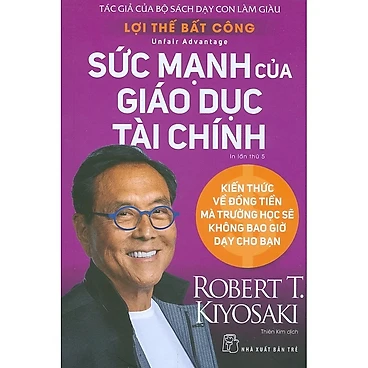 TÁC GIẢ CỦA BỘ SÁCH DẠY CON LÀM GIÀU
LỢI THẾ BẤT CÔNG
Unfair Advantage
SỨC MẠNH CỦA
GIÁO DỤC
TÀI CHÍNH
In lần thứ 5
KIẾN THỨC
VỀ ĐỒNG TIỀN
MÀ TRƯỜNG HỌC SẼ
KHÔNG BAO GIỜ
DẠY CHO BẠN
ROBERT T.
KIYOSAKI
Thiên Kim dịch
NHÀ XUẤT BẢN TRẺ